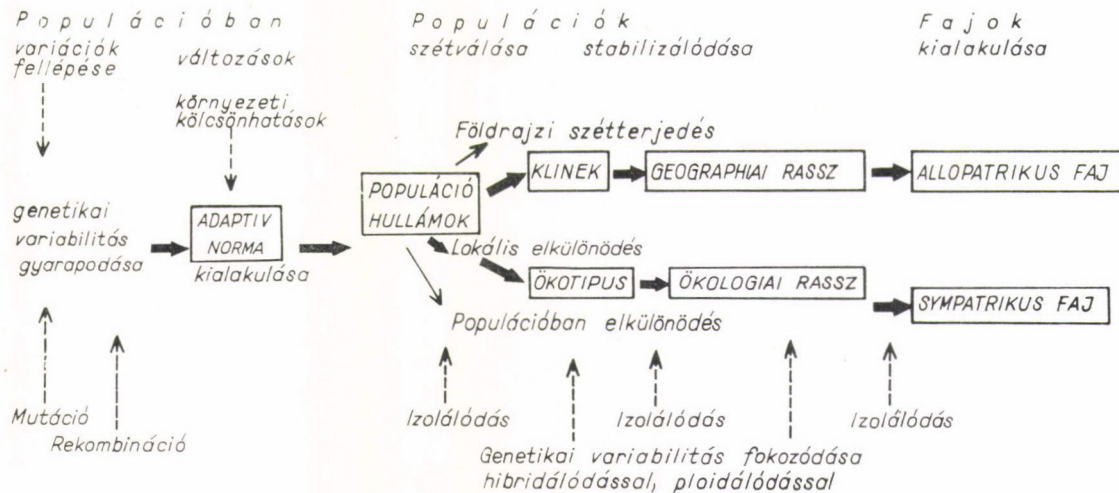 Populációban
Populációk
Fajok
variációk
fellépése
változások
szétválása
stabilizálódása
kialakulása
környezeti
kölcsönhatások
Földrajzi szétterjedés
KLINEK
GEOGRAPHIAI RASSZ
ALLOPATRIKUS FAJ
POPULÁCIÓ
HULLÁMOK
genetikai
variabilitás
gyarapodása
ADAPTIV
NORMA
kialakulása
Lokális elkülönödés
ÖKOTIPUS
ÖKOLOGIAI RASSZ
SYMPATRIKUS FAJ
Populációban elkülönödés
Mutáció
Rekombináció
Izolálódás
Izolálódás
Izolálódás
Genetikai variabilitás fokozódása
hibridálódással, ploidálódással